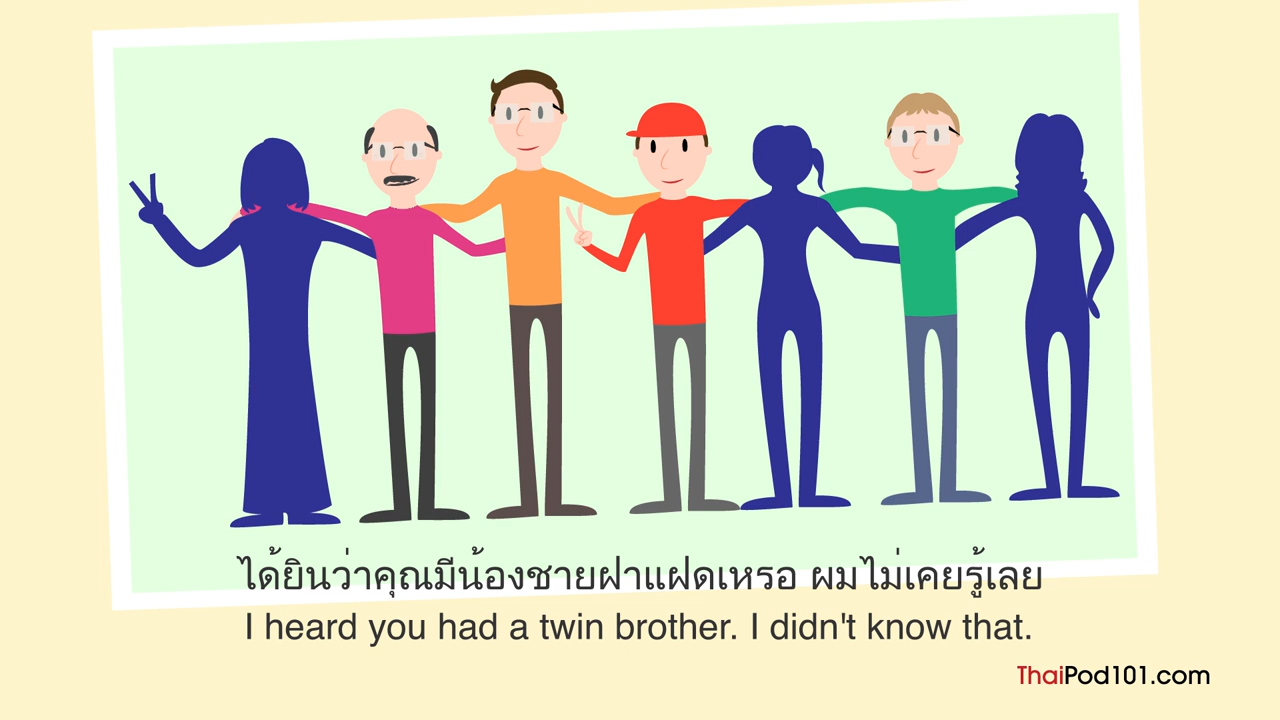 ได้ยินว่าคุณมีน้องชายฝาแฝดเหรอ ผมไม่เคยรู้เลย
I heard you had a twin brother. I didn't know that.
ThaiPod101.com